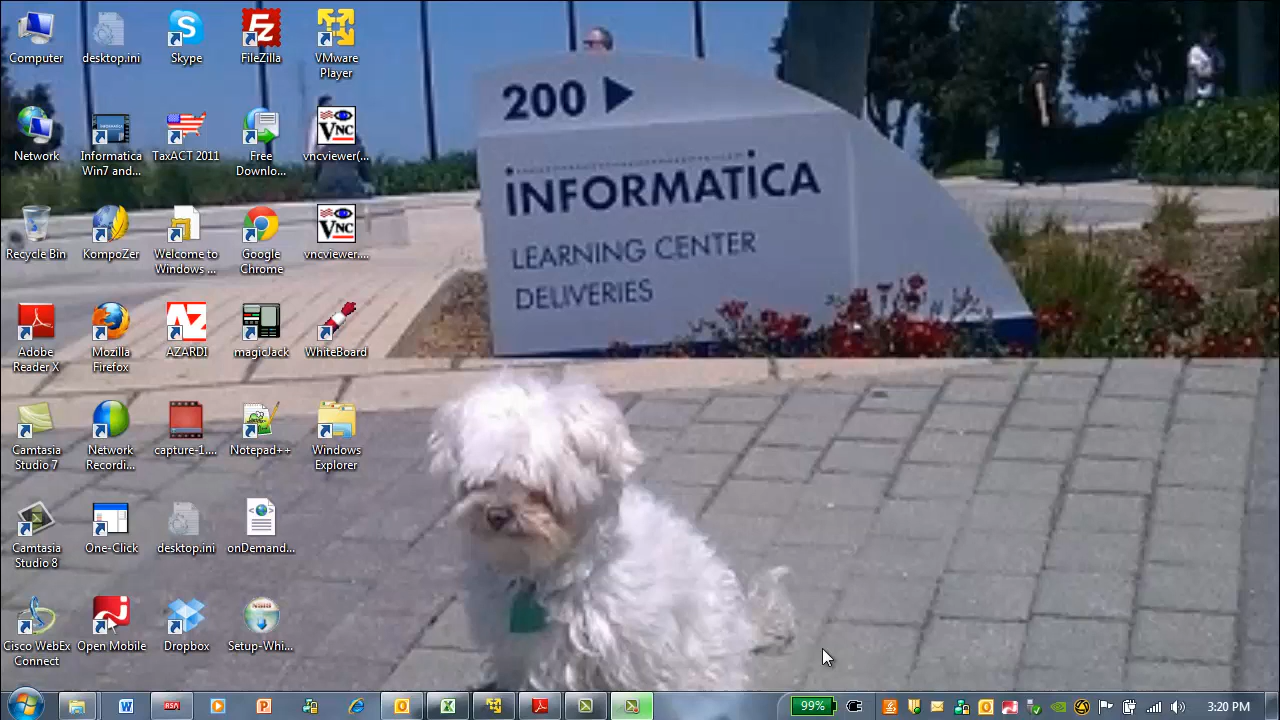 Computer
desktop.ini
Skype
FileZilla
VMware
Player
Network
Informatica
Win7 and...
TaxACT 2011
Free
Downlo...
VNC
vncviewer(...
Recycle Bin
KompoZer
Welcome to
Windows ...
Google
Chrome
VNC
vncviewer....
Adobe
Reader X
Mozilla
Firefox
AZARDI
magicJack
WhiteBoard
Camtasia
Studio 7
Network
Recordi...
capture-1....
Notepad++
Windows
Explorer
Camtasia
Studio 8
One-Click
desktop.ini
onDemand...
Cisco WebEx
Connect
Open Mobile
Dropbox
Setup-Whi...
200
INFORMATICA
LEARNING CENTER
DELIVERIES
RSA
99%
3:20 PM